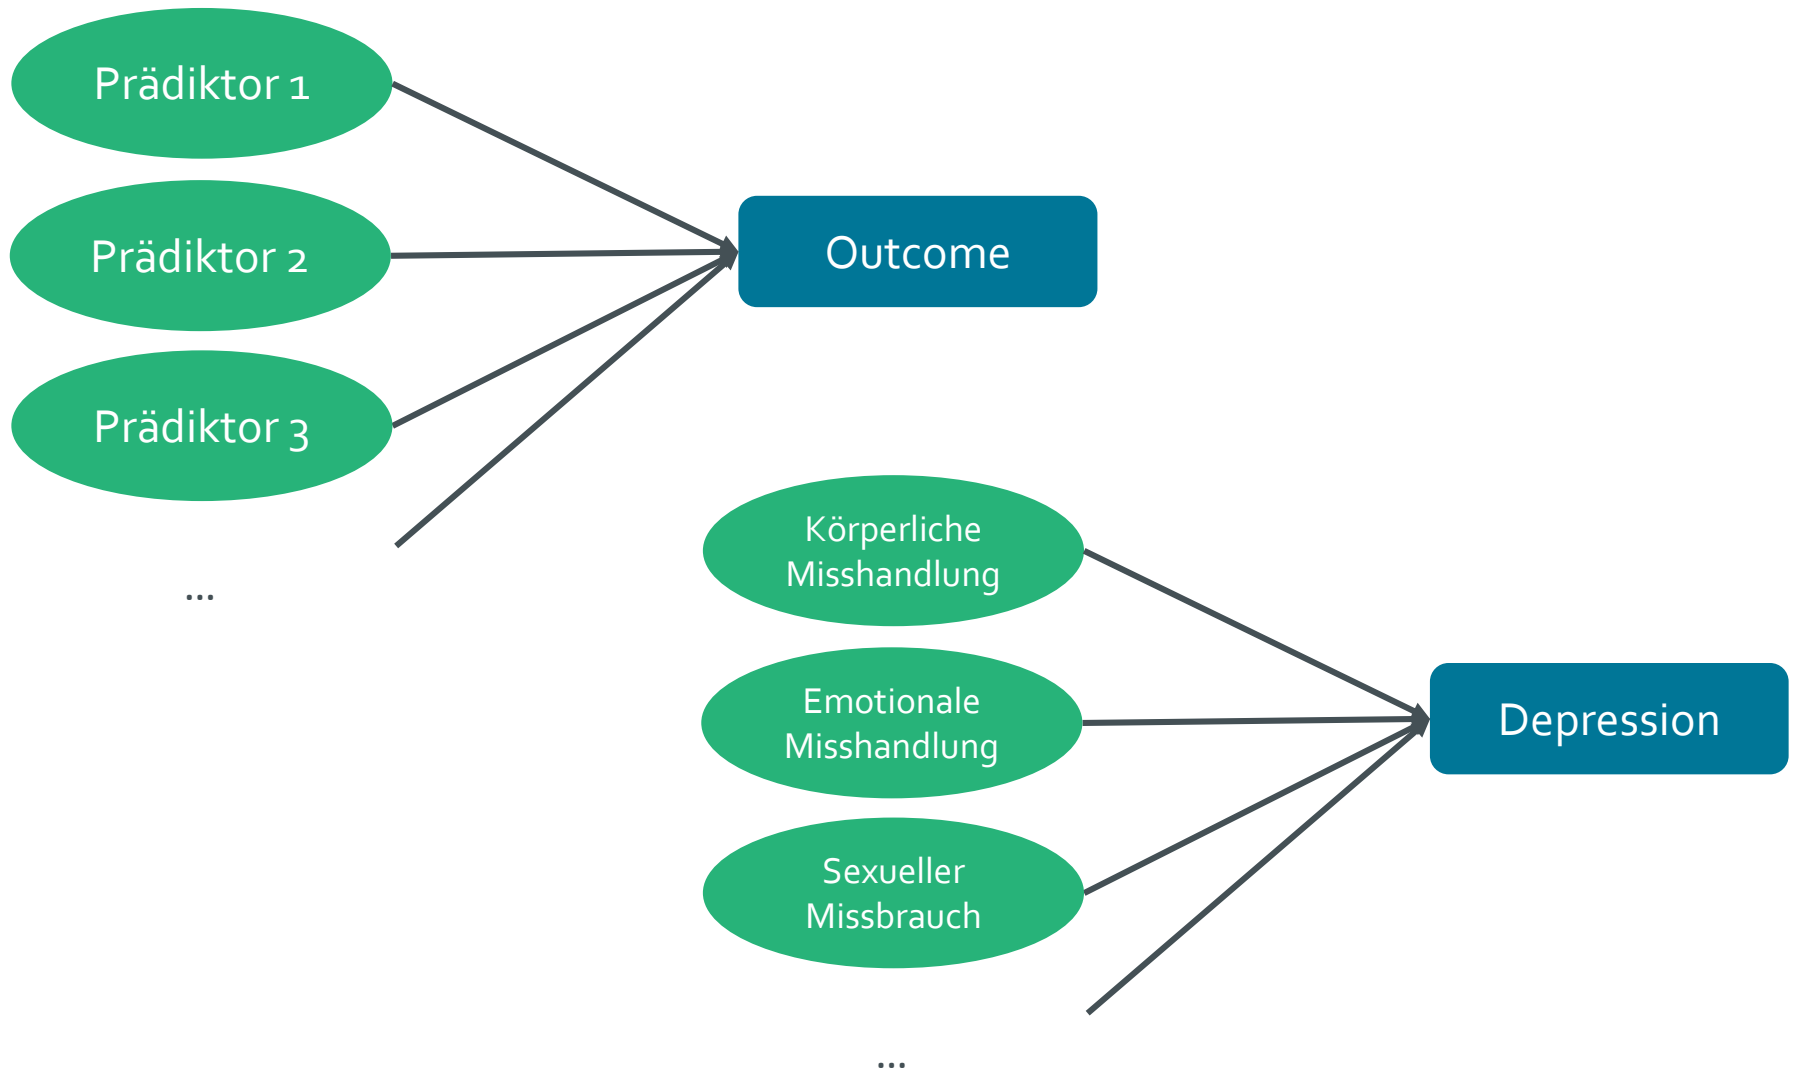 Prädiktor 1
Prädiktor 2
Prädiktor 3
...
Outcome
Körperliche
Misshandlung
Emotionale
Misshandlung
Sexueller
Missbrauch
...
Depression